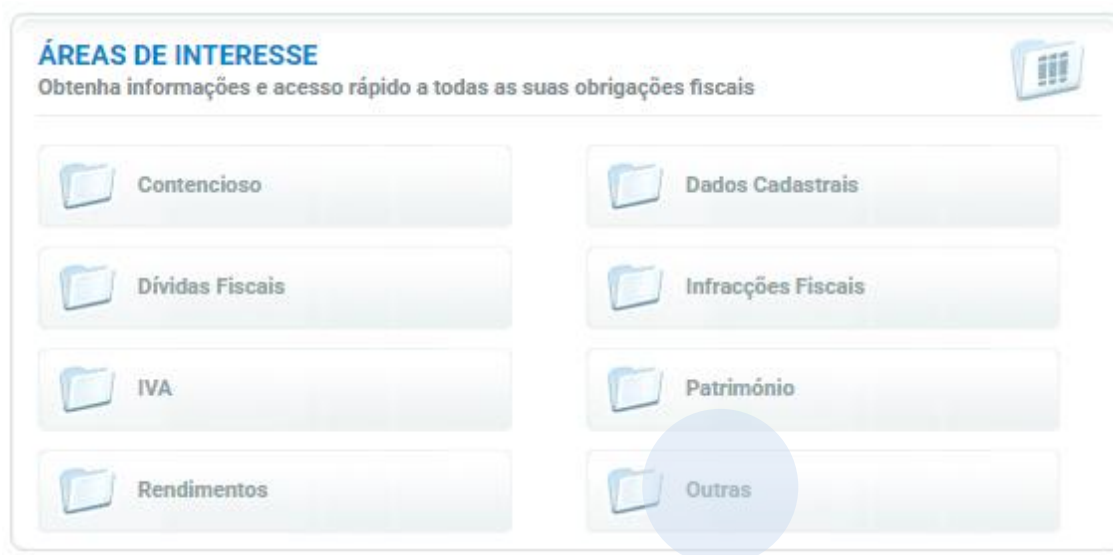 ÁREAS DE INTERESSE
Obtenha informações e acesso rápido a todas as suas obrigações fiscais
Contencioso
Dados Cadastrais
Dívidas Fiscais
Infracções Fiscais
IVA
Património
Rendimentos
Outras